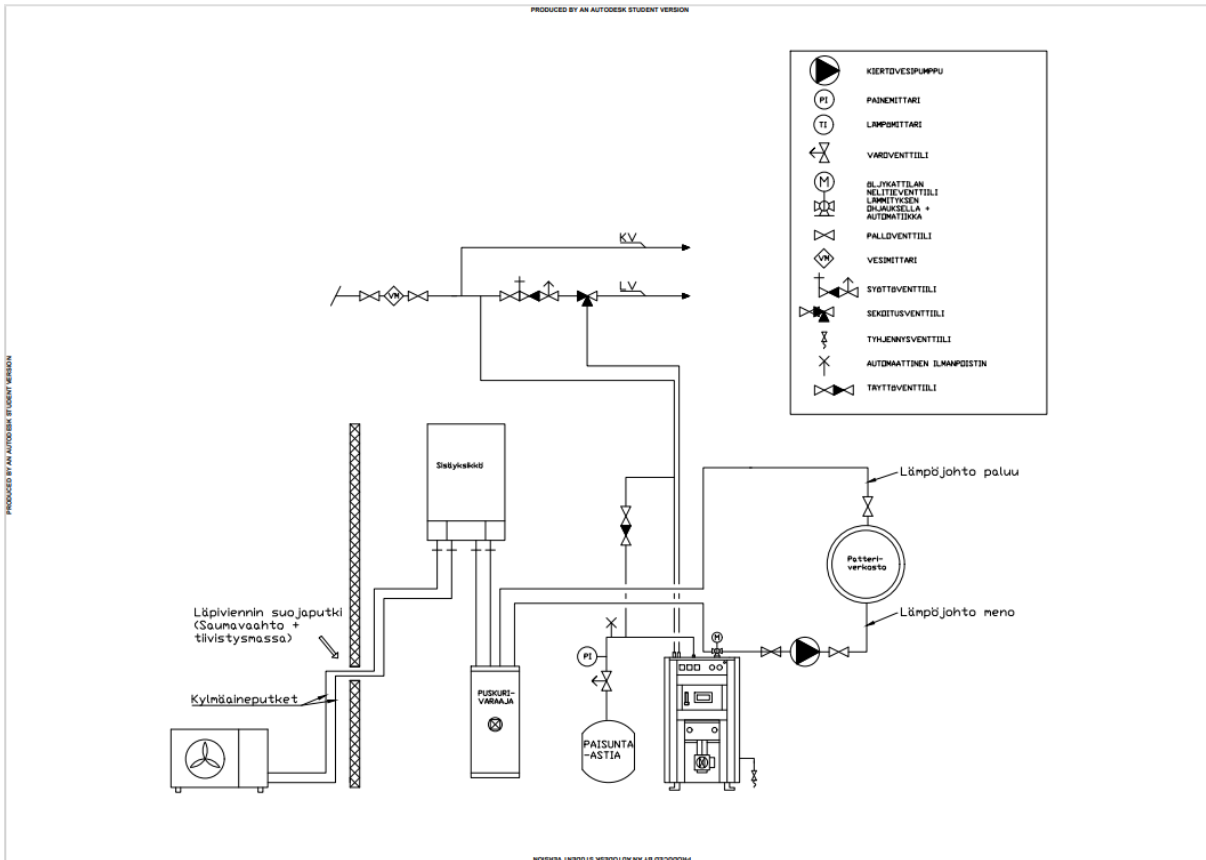 PRODUCED BY AN AUTODESK STUDENT VERSION
KIERTOVESIPUMPPU
PI
PAINEMITTARI
TI
LÄMPÖMITTARI
VAROVENTTIILI
M
ÖLJYKATTILAN
NELITIEVENTTIILI
LÄMMITYKSEN
OHJAUKSELLA +
AUTOMATIIKKA
PALLOVENTTIILI
VM
VESIMITTARI
SYÖTTÖVENTTIILI
SEKOITUSVENTTIILI
TYHJENNYSVENTTIILI
AUTOMAATTINEN ILMANPOISTIN
TÄYTTÖVENTTIILI
KV
VM
LV
PRODUCED BY AN AUTODESK STUDENT VERSION
Sisäyksikkö
Lämpöjohto paluu
Patteri-
verkosto
Läpiviennin suojaputki
(Saumavaahto +
tiivistysmassa)
Lämpöjohto meno
M
PI
Kylmäaineputket
PUSKURI-
VARAAJA
PAISUNTA
-ASTIA
PRODUCED BY AN AUTODESK STUDENT VERSION